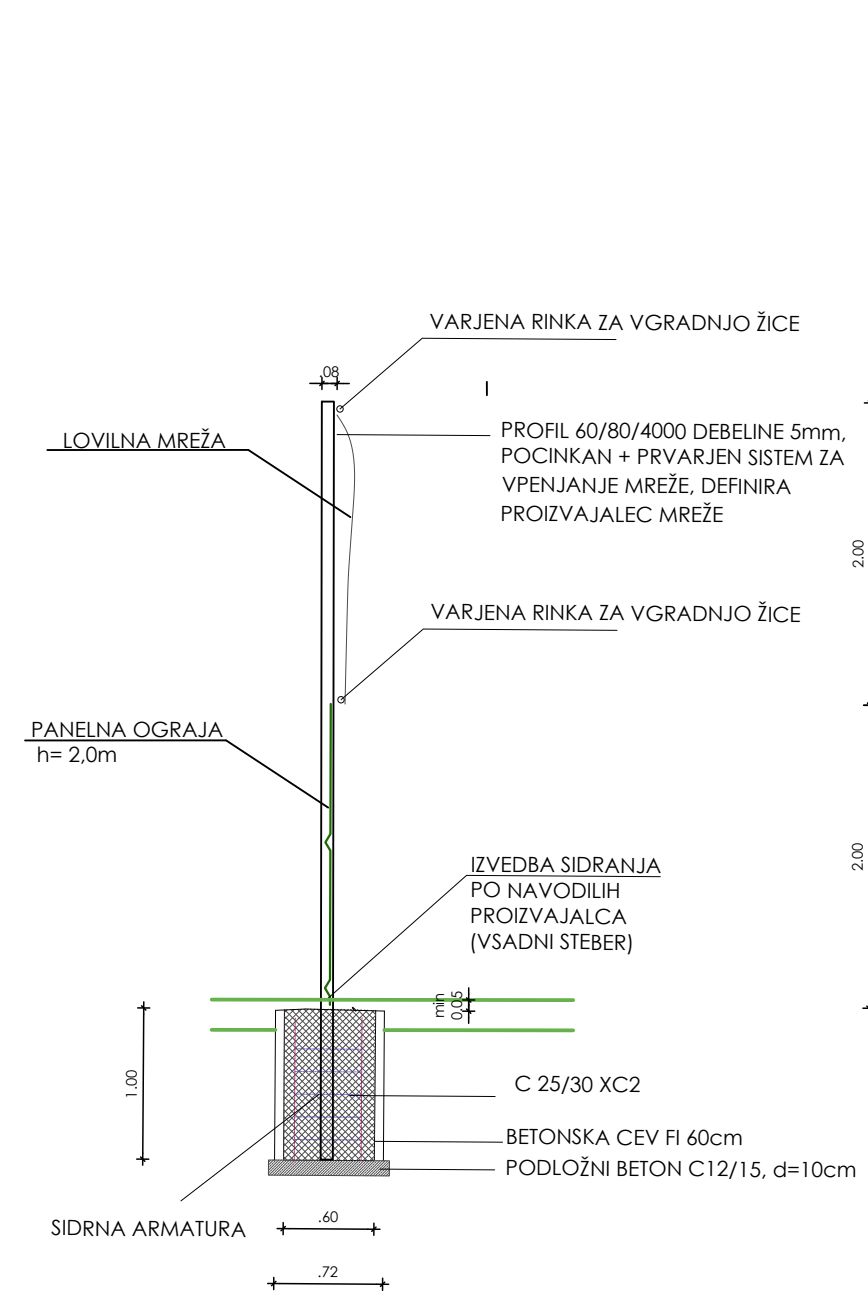 VARJENA RINKA ZA VGRADNJO ŽICE
.08
LOVILNA MREŽA
PROFIL 60/80/4000 DEBELINE 5mm,
POCINKAN + PRVARJEN SISTEM ZA
VPENJANJE MREŽE, DEFINIRA
PROIZVAJALEC MREŽE
2.00
VARJENA RINKA ZA VGRADNJO ŽICE
PANELNA OGRAJA
h= 2,0m
2.00
IZVEDBA SIDRANJA
PO NAVODILIH
PROIZVAJALCA
(VSADNI STEBER)
min
0,05
1.00
C 25/30 XC2
BETONSKA CEV FI 60cm
PODLOŽNI BETON C12/15, d=10cm
SIDRNA ARMATURA
.60
.72